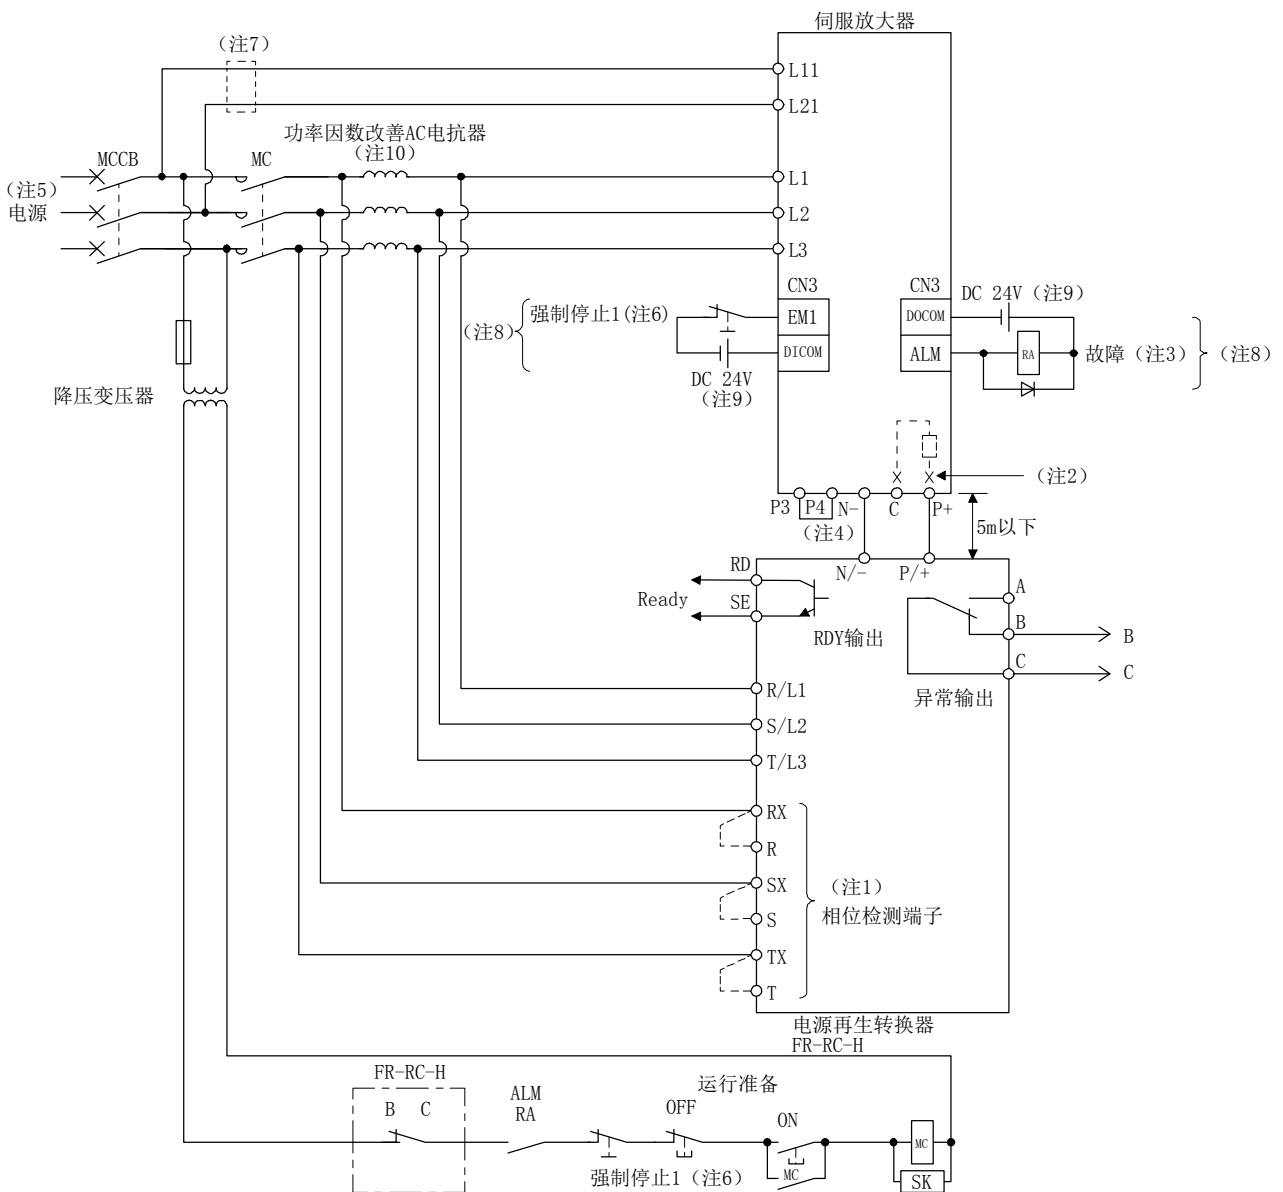 伺服放大器
（注7）
L11
L21
功率因数改善AC电抗器
（注10）
MCCB
MC
（注5）
电源
L1
L2
L3
CN3
CN3
DC 24V（注9）
（注8）
强制停止1(注6)
EM1
DICOM
DC 24V
（注9）
DOCOM
ALM
RA
故障（注3）
（注8）
降压变压器
（注2）
P3
P4
N-
C
P+
（注4）
5m以下
N/-
P/+
RD
SE
Ready
RDY输出
A
B
C
B
C
异常输出
R/L1
S/L2
T/L3
RX
R
SX
S
TX
T
（注1）
相位检测端子
电源再生转换器
FR-RC-H
FR-RC-H
B
C
ALM
RA
运行准备
OFF
ON
MC
MC
SK
强制停止1（注6）